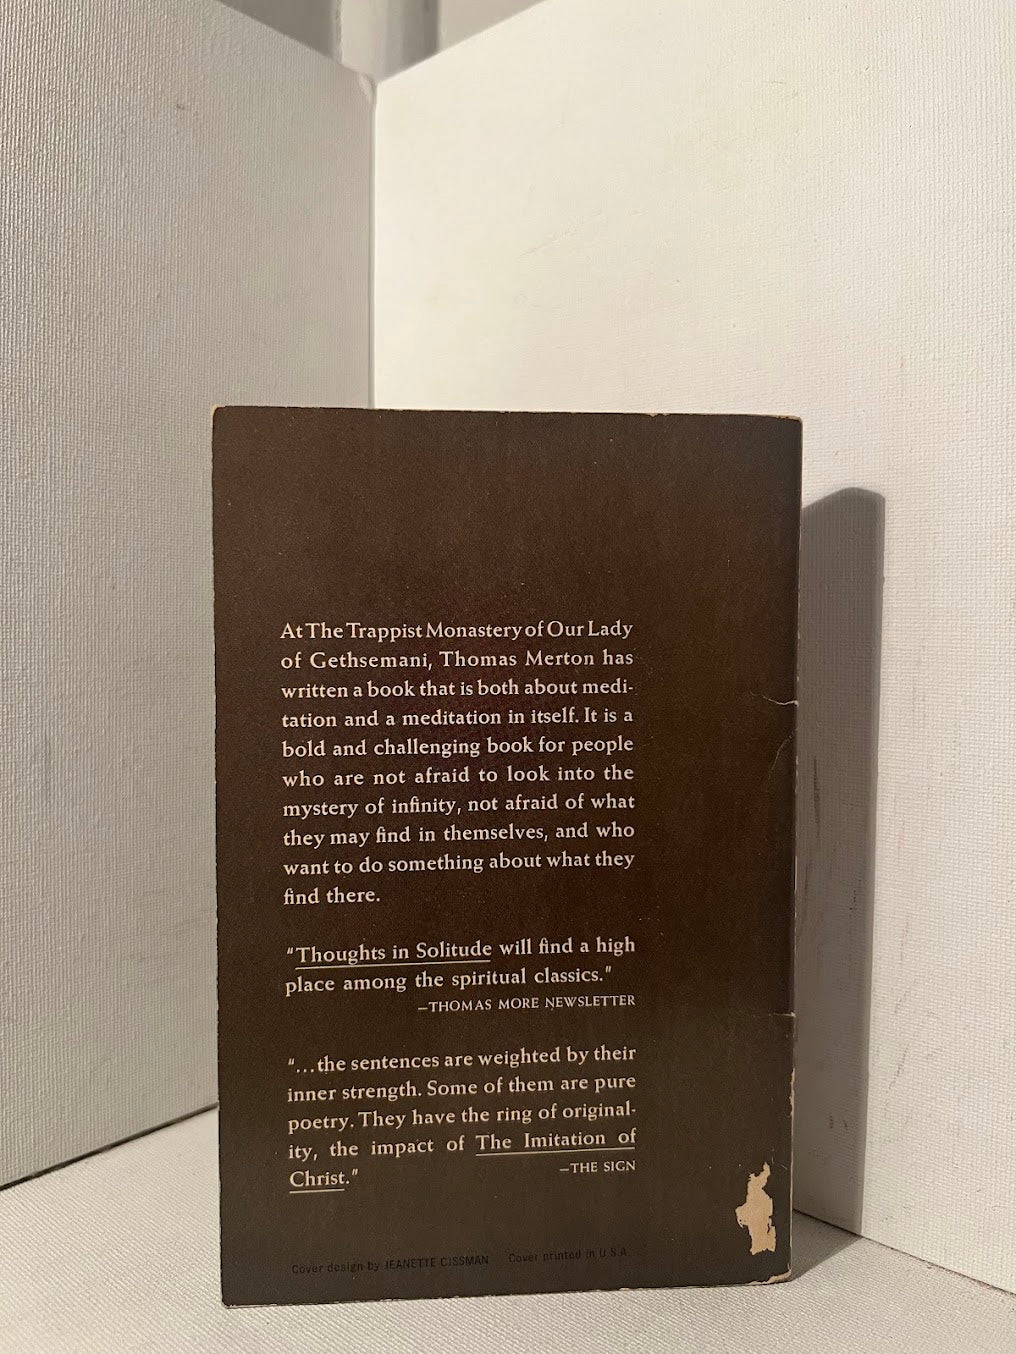 At The Trappist Monastery of Our Lady
of Gethsemani, Thomas Merton has
written a book that is both about medi-
tation and a meditation in itself. It is a
bold and challenging book for people
who are not afraid to look into the
mystery of infinity, not afraid of what
they may find in themselves, and who
want to do something about what they
find there.
"Thoughts in Solitude will find a high
place among the spiritual classics."
—THOMAS MORE NEWSLETTER
"...the sentences are weighted by their
inner strength. Some of them are pure
poetry. They have the ring of original-
ity, the impact of The Imitation of
Christ." —THE SIGN
Cover design by JEANETTE CISSMAN Cover printed in U.S.A.